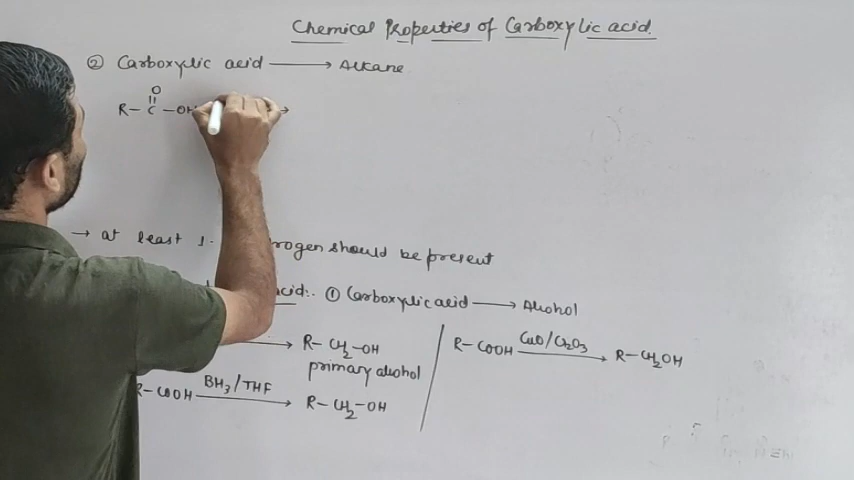 Chemical Properties of Carboxylic acid.
② Carboxylic acid → Alkane
O
R – C – OH →
→ at least 1. rogen should be present
cid:. ① Carboxylic acid → Alcohol
→ R – CH2 – OH
primary alcohol
R – COOH BH3/THF → R – CH2 – OH
R – COOH CuO/Cr2O3 → R – CH2OH